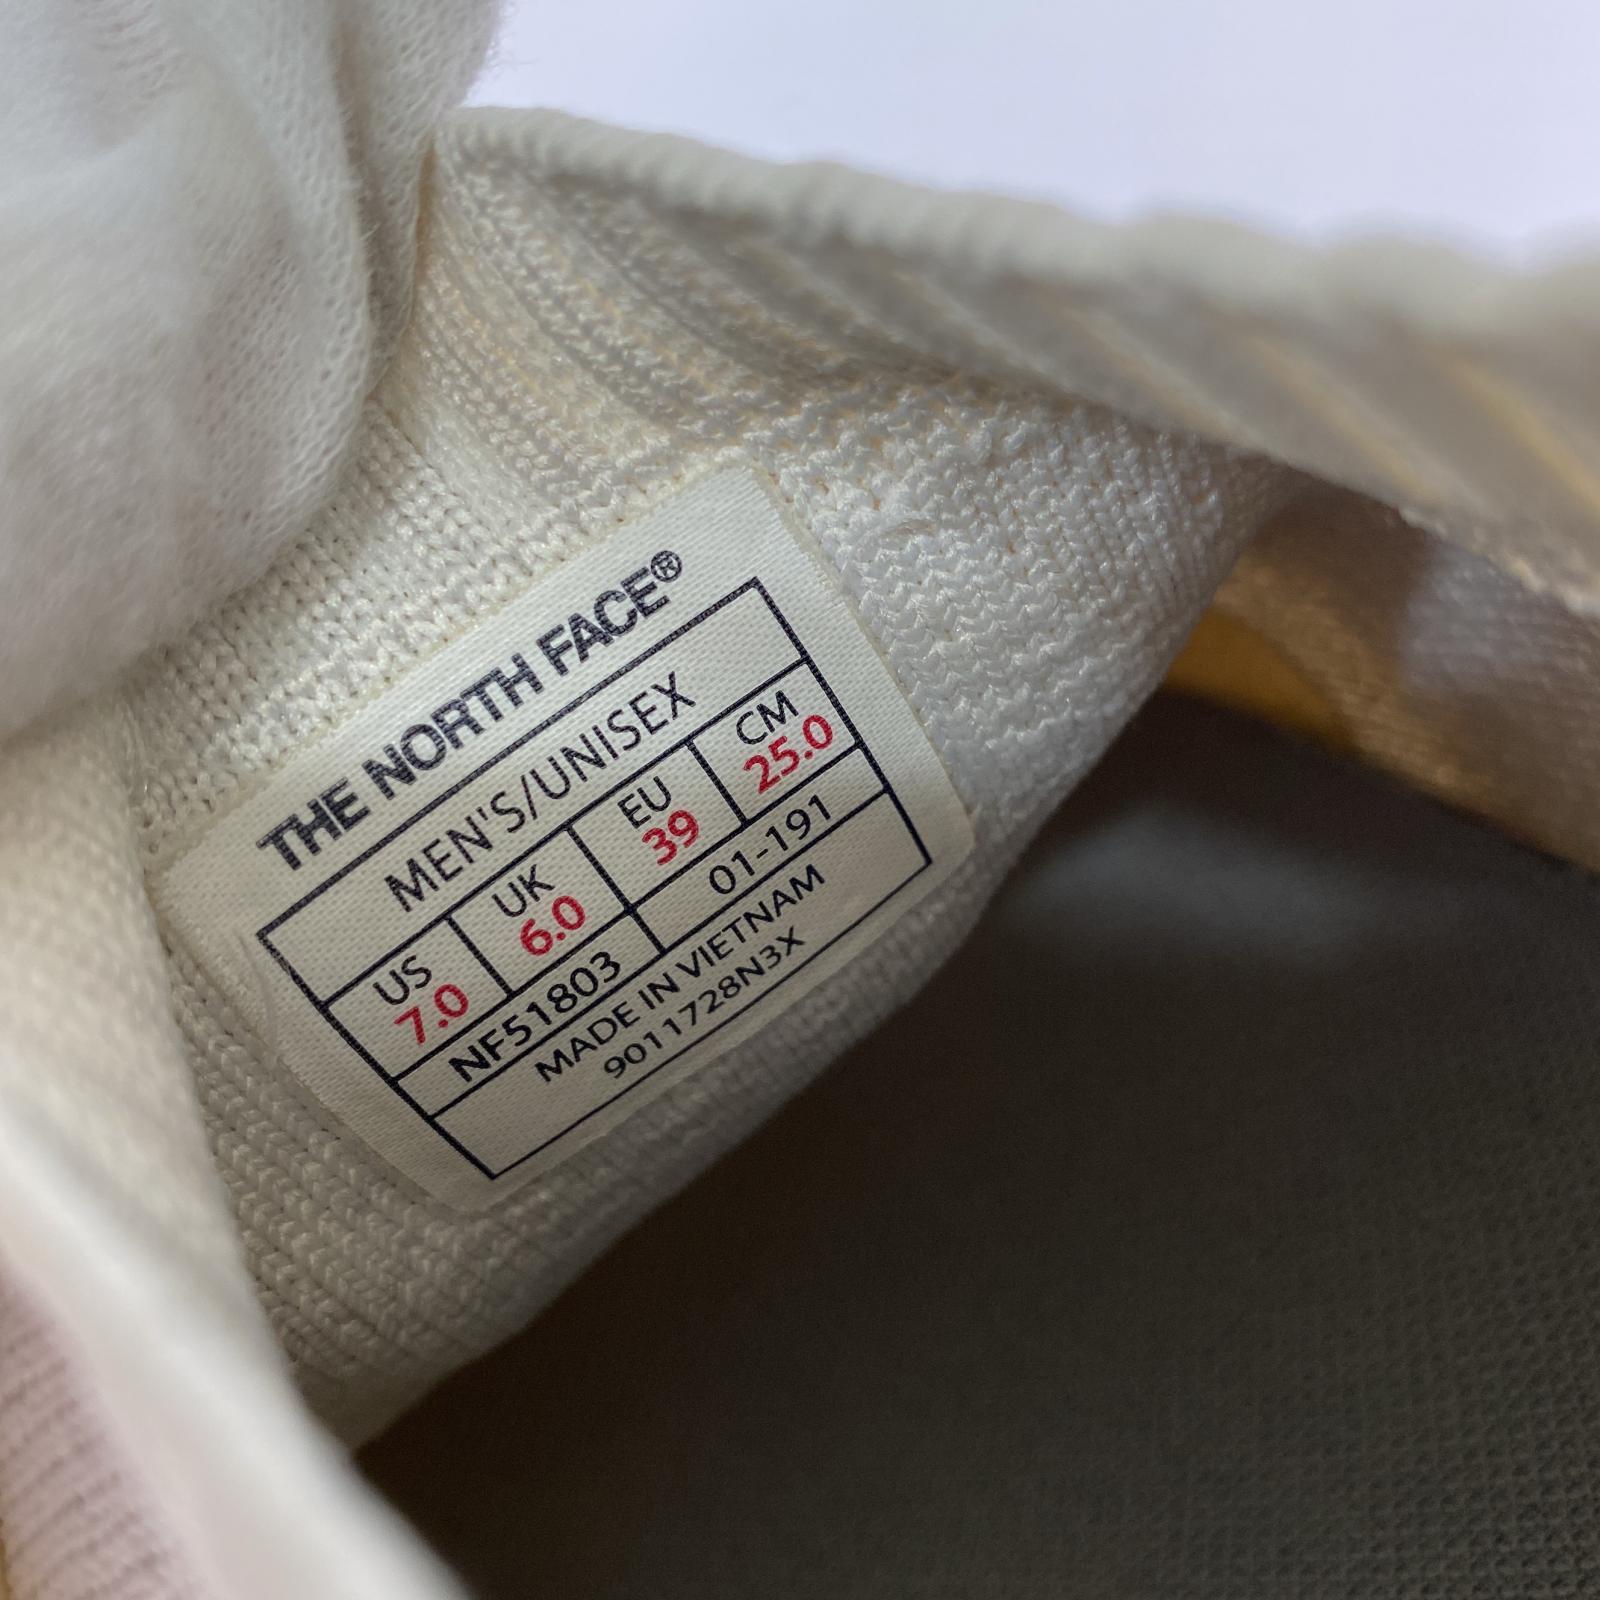 THE NORTH FACE®
MEN'S/UNISEX
US UK EU CM
7.0 6.0 39 25.0
NF51803 01-191
MADE IN VIETNAM
9011728N3X